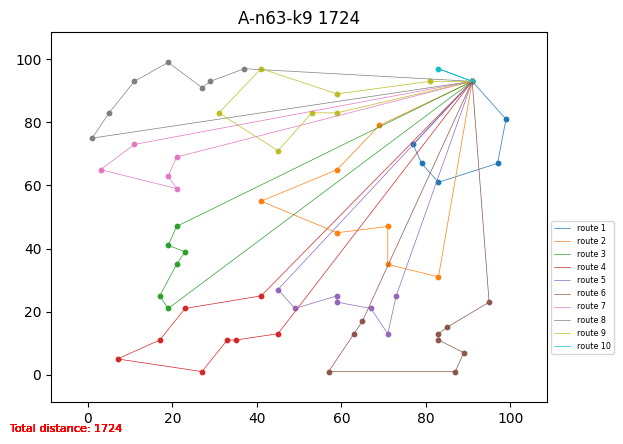 A-n63-k9 1724
100
80
60
40
20
0
0 20 40 60 80 100
route 1
route 2
route 3
route 4
route 5
route 6
route 7
route 8
route 9
route 10
Total distance: 1724